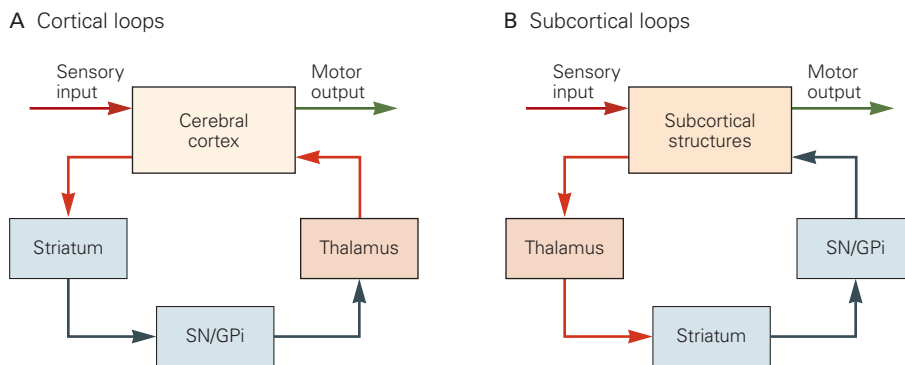 A Cortical loops
Sensory
input
Motor
output
Cerebral
cortex
Striatum
Thalamus
SN/GPi
B Subcortical loops
Sensory
input
Motor
output
Subcortical
structures
Thalamus
SN/GPi
Striatum